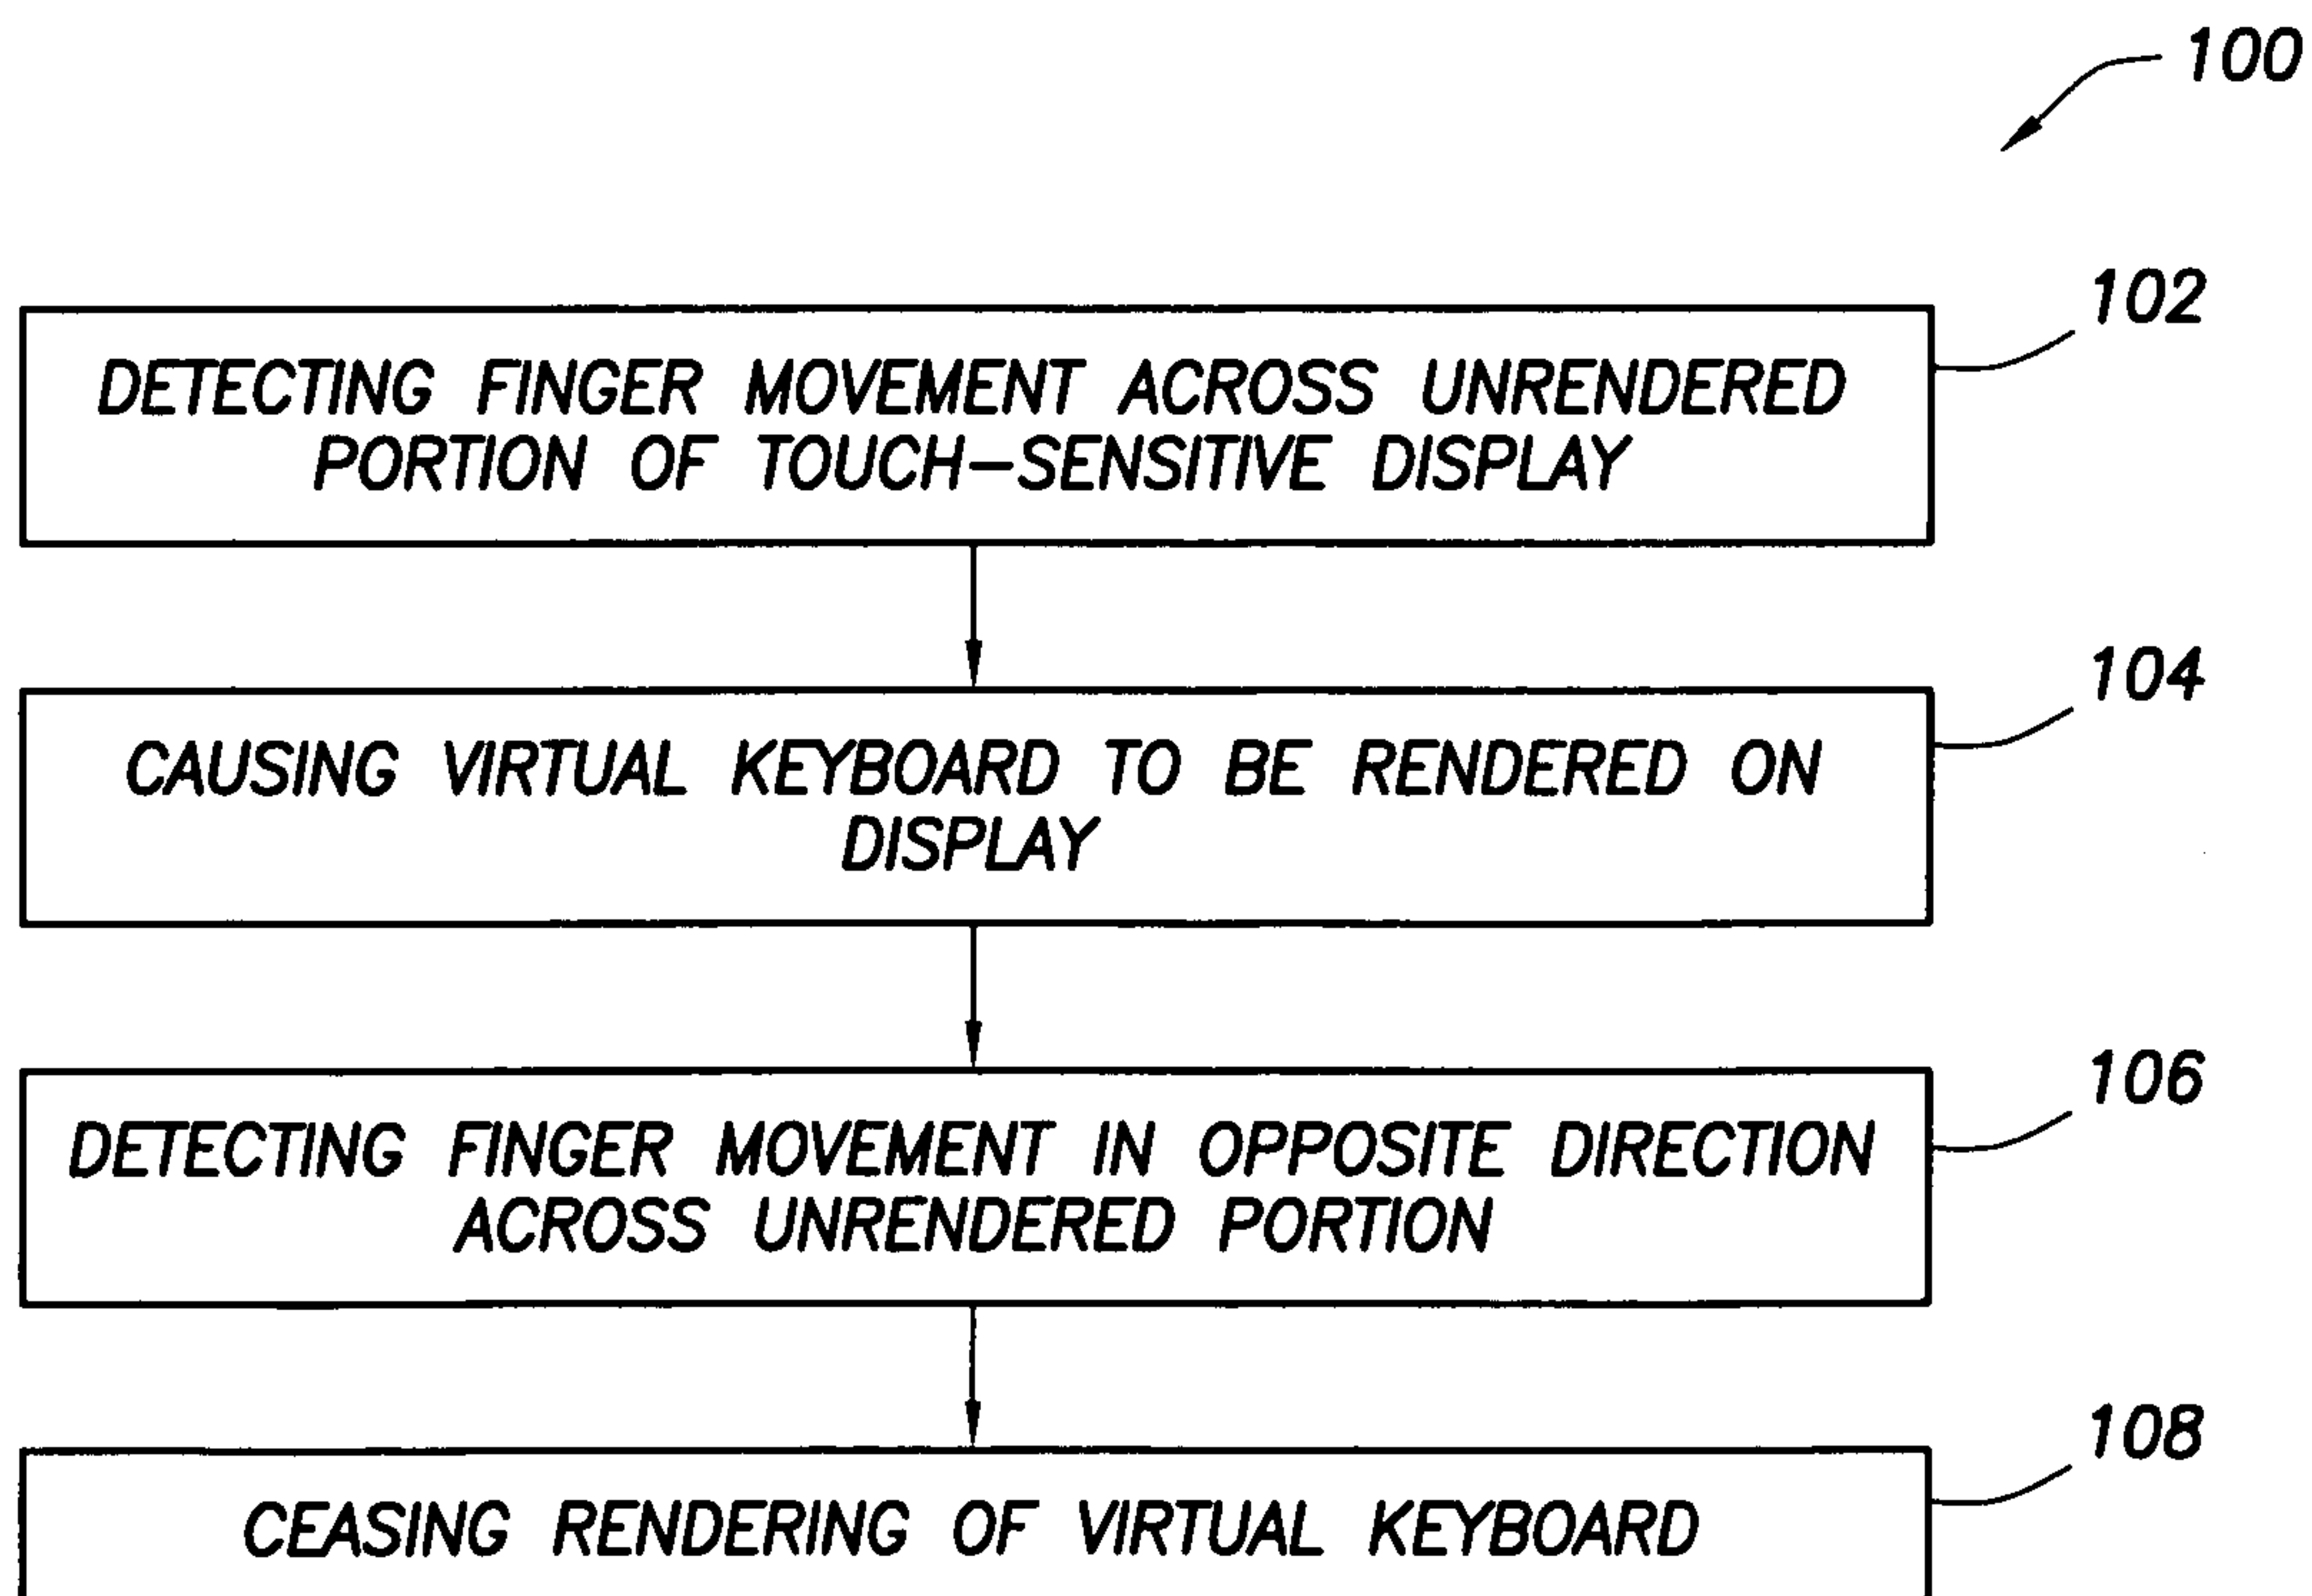 100
102
DETECTING FINGER MOVEMENT ACROSS UNRENDERED
PORTION OF TOUCH-SENSITIVE DISPLAY
104
CAUSING VIRTUAL KEYBOARD TO BE RENDERED ON
DISPLAY
106
DETECTING FINGER MOVEMENT IN OPPOSITE DIRECTION
ACROSS UNRENDERED PORTION
108
CEASING RENDERING OF VIRTUAL KEYBOARD